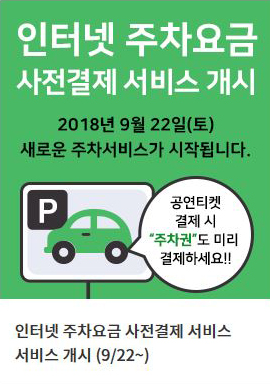 인터넷 주차요금
사전결제 서비스 개시
2018년 9월 22일(토)
새로운 주차서비스가 시작됩니다.
P
공연티켓
결제 시
“주차권”도 미리
결제하세요!!
인터넷 주차요금 사전결제 서비스
서비스 개시 (9/22~)